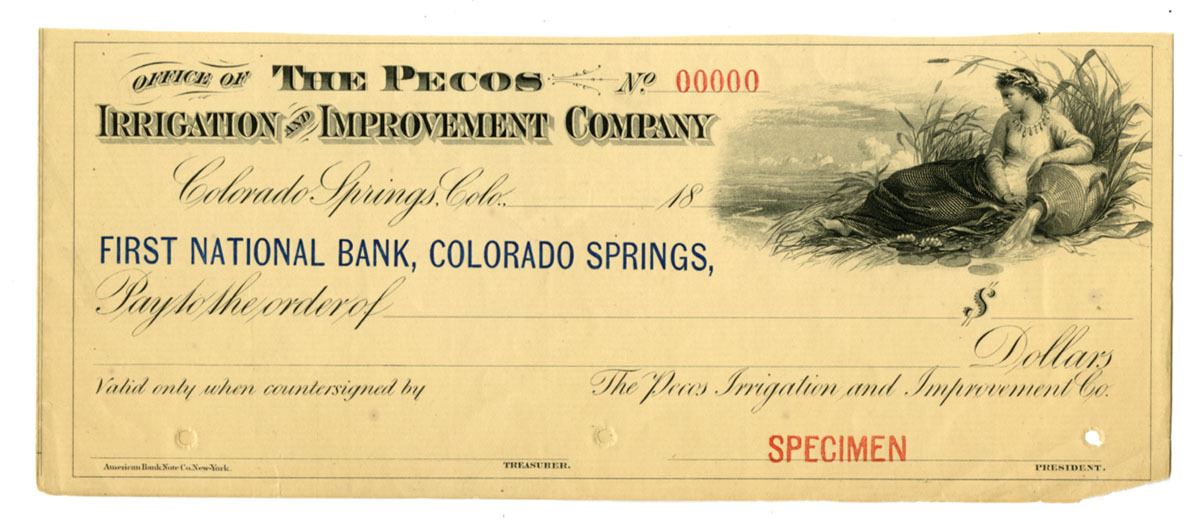 OFFICE OF THE PECOS No 00000
IRRIGATION AND IMPROVEMENT COMPANY
Colorado Springs, Colo. 18
FIRST NATIONAL BANK, COLORADO SPRINGS,
Pay to the order of $
Dollars
Valid only when countersigned by The Pecos Irrigation and Improvement Co.
SPECIMEN
American Bank Note Co. New-York. TREASURER. PRESIDENT.